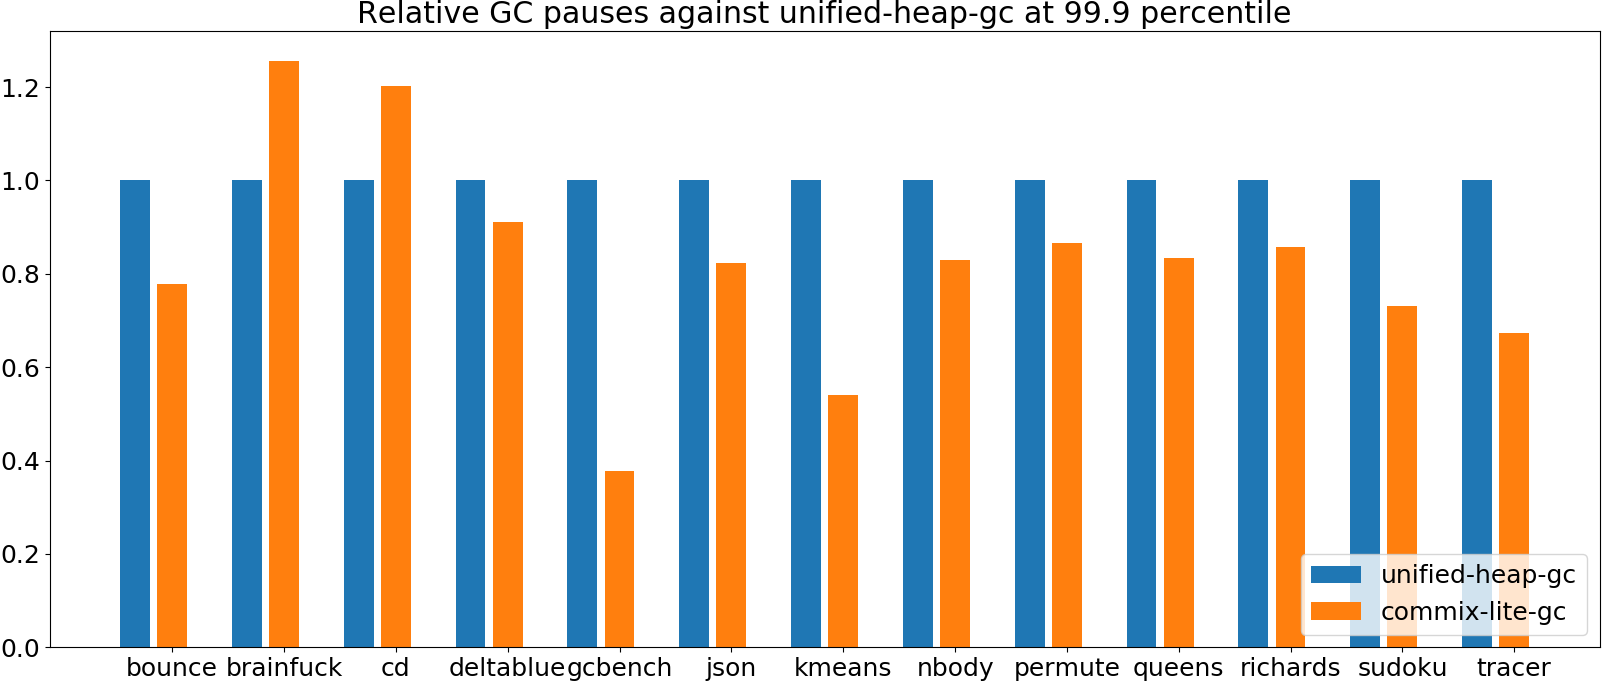 Relative GC pauses against unified-heap-gc at 99.9 percentile
1.2
1.0
0.8
0.6
0.4
0.2
0.0
bounce brainfuck cd deltablue gcbench json kmeans nbody permute queens richards sudoku tracer
unified-heap-gc
commix-lite-gc